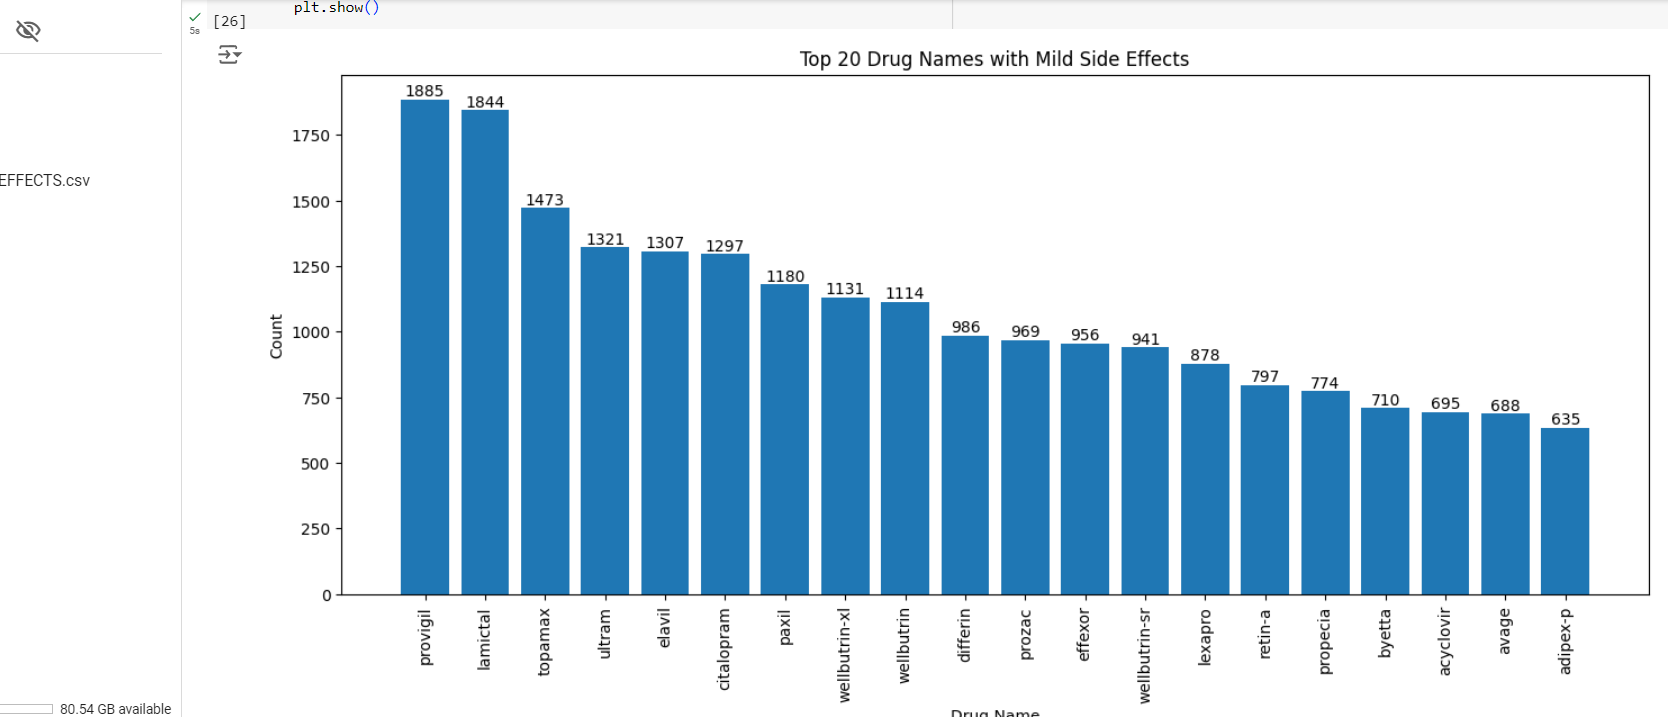 plt.show()
[26]
5s
EFFECTS.csv
80.54 GB available
Top 20 Drug Names with Mild Side Effects
1885
1844
1473
1321
1307
1297
1180
1131
1114
986
969
956
941
878
797
774
710
695
688
635
1750
1500
1250
1000
750
500
250
0
Count
provigil
lamictal
topamax
ultram
elavil
citalopram
paxil
wellbutrin-xl
wellbutrin
differin
prozac
effexor
wellbutrin-sr
lexapro
retin-a
propecia
byetta
acyclovir
avage
adipex-p
Drug Name